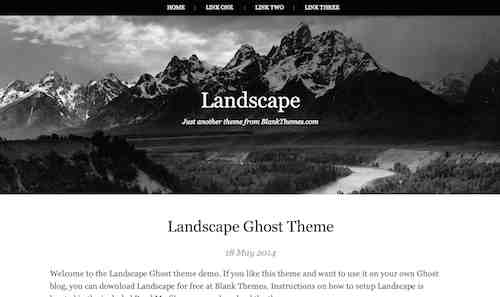 HOME | LINK ONE | LINK TWO | LINK THREE
Landscape
Just another theme from BlankThemes.com
Landscape Ghost Theme
18 May 2014
Welcome to the Landscape Ghost theme demo. If you like this theme and want to use it on your own Ghost
blog, you can download Landscape for free at Blank Themes. Instructions on how to setup Landscape is